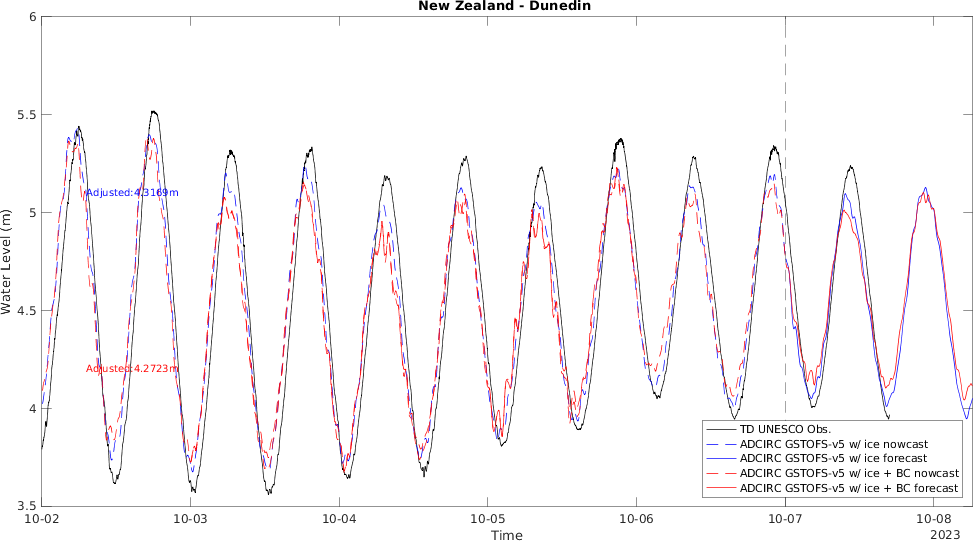 New Zealand - Dunedin
6
5.5
5
4.5
4
3.5
Water Level (m)
Adjusted:4.3169m
Adjusted:4.2723m
TD UNESCO Obs.
ADCIRC GSTOFS-v5 w/ ice nowcast
ADCIRC GSTOFS-v5 w/ ice forecast
ADCIRC GSTOFS-v5 w/ ice + BC nowcast
ADCIRC GSTOFS-v5 w/ ice + BC forecast
10-02 10-03 10-04 10-05 10-06 10-07 10-08
Time
2023